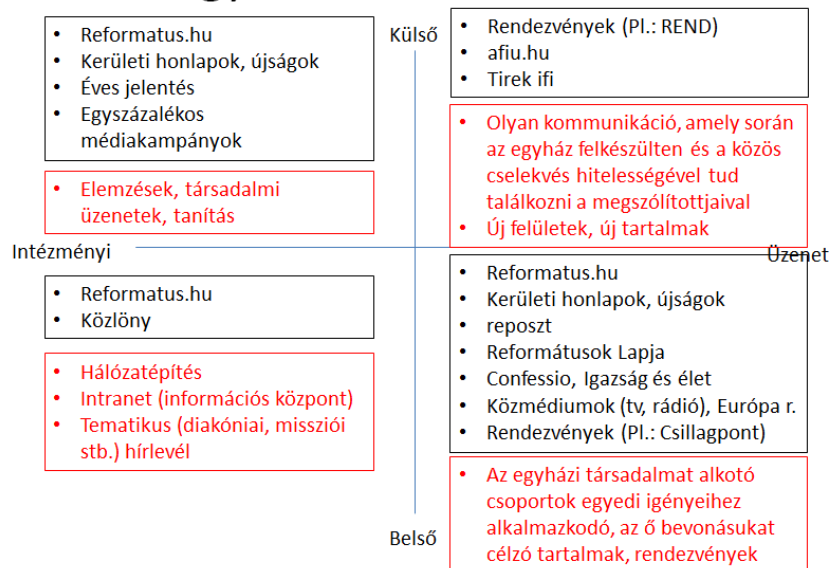 • Reformatus.hu
• Kerületi honlapok, újságok
• Éves jelentés
• Egyszázalékos
médiakampányok
• Elemzések, társadalmi
üzenetek, tanítás
Külső
• Rendezvények (Pl.: REND)
• afiu.hu
• Tirek ifi
• Olyan kommunikáció, amely során
az egyház felkészülten és a közös
cselekvés hitelességével tud
találkozni a megszólítottjaival
• Új felületek, új tartalmak
Intézményi
Üzenet
• Reformatus.hu
• Közlöny
• Hálózatépítés
• Intranet (információs központ)
• Tematikus (diakóniai, missziói
stb.) hírlevél
• Reformatus.hu
• Kerületi honlapok, újságok
• reposzt
• Reformátusok Lapja
• Confessio, Igazság és élet
• Közmédiumok (tv, rádió), Európa r.
• Rendezvények (Pl.: Csillagpont)
Belső
• Az egyházi társadalmat alkotó
csoportok egyedi igényeihez
alkalmazkodó, az ő bevonásukat
célzó tartalmak, rendezvények